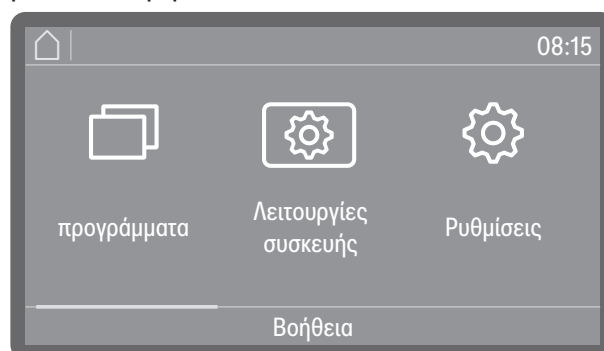 08:15
προγράμματα
Λειτουργίες
συσκευής
Ρυθμίσεις
Βοήθεια